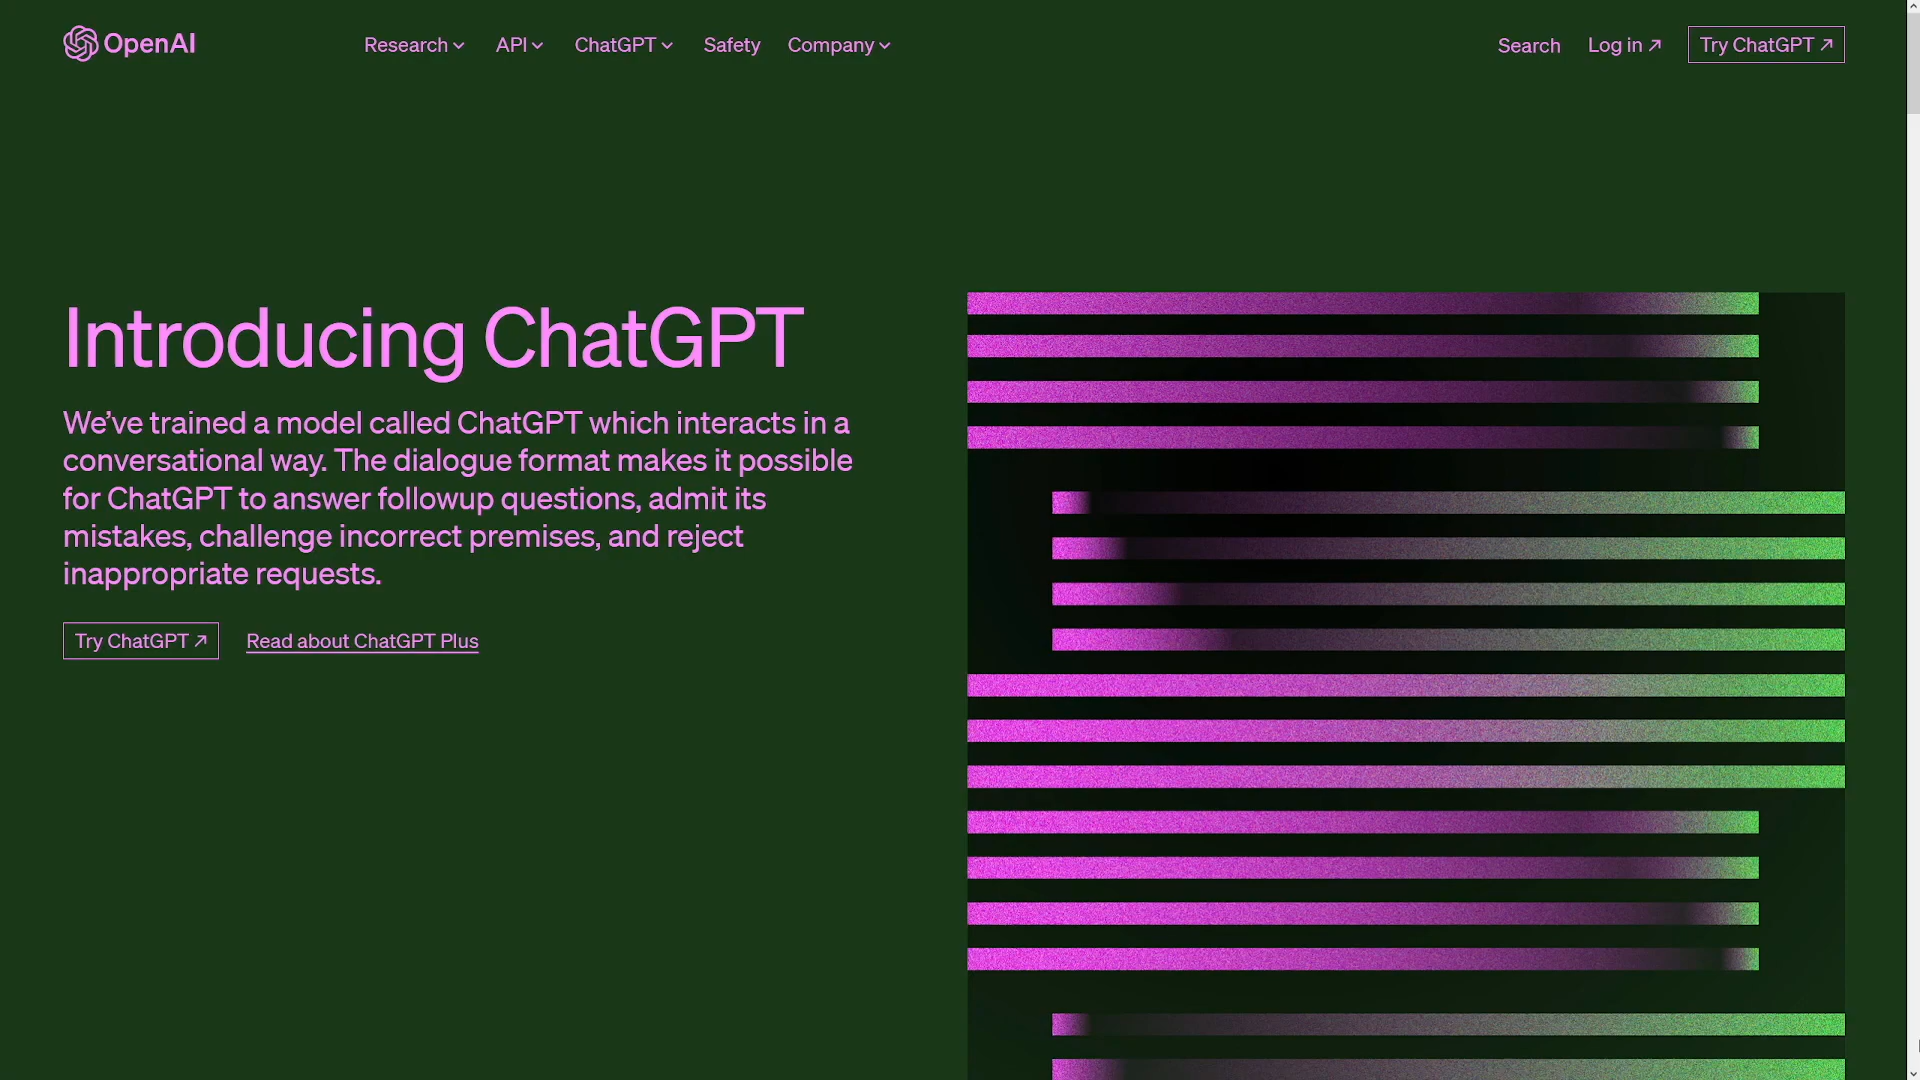 OpenAI
Research API ChatGPT Safety Company
Search Log in Try ChatGPT
Introducing ChatGPT
We’ve trained a model called ChatGPT which interacts in a
conversational way. The dialogue format makes it possible
for ChatGPT to answer followup questions, admit its
mistakes, challenge incorrect premises, and reject
inappropriate requests.
Try ChatGPT Read about ChatGPT Plus